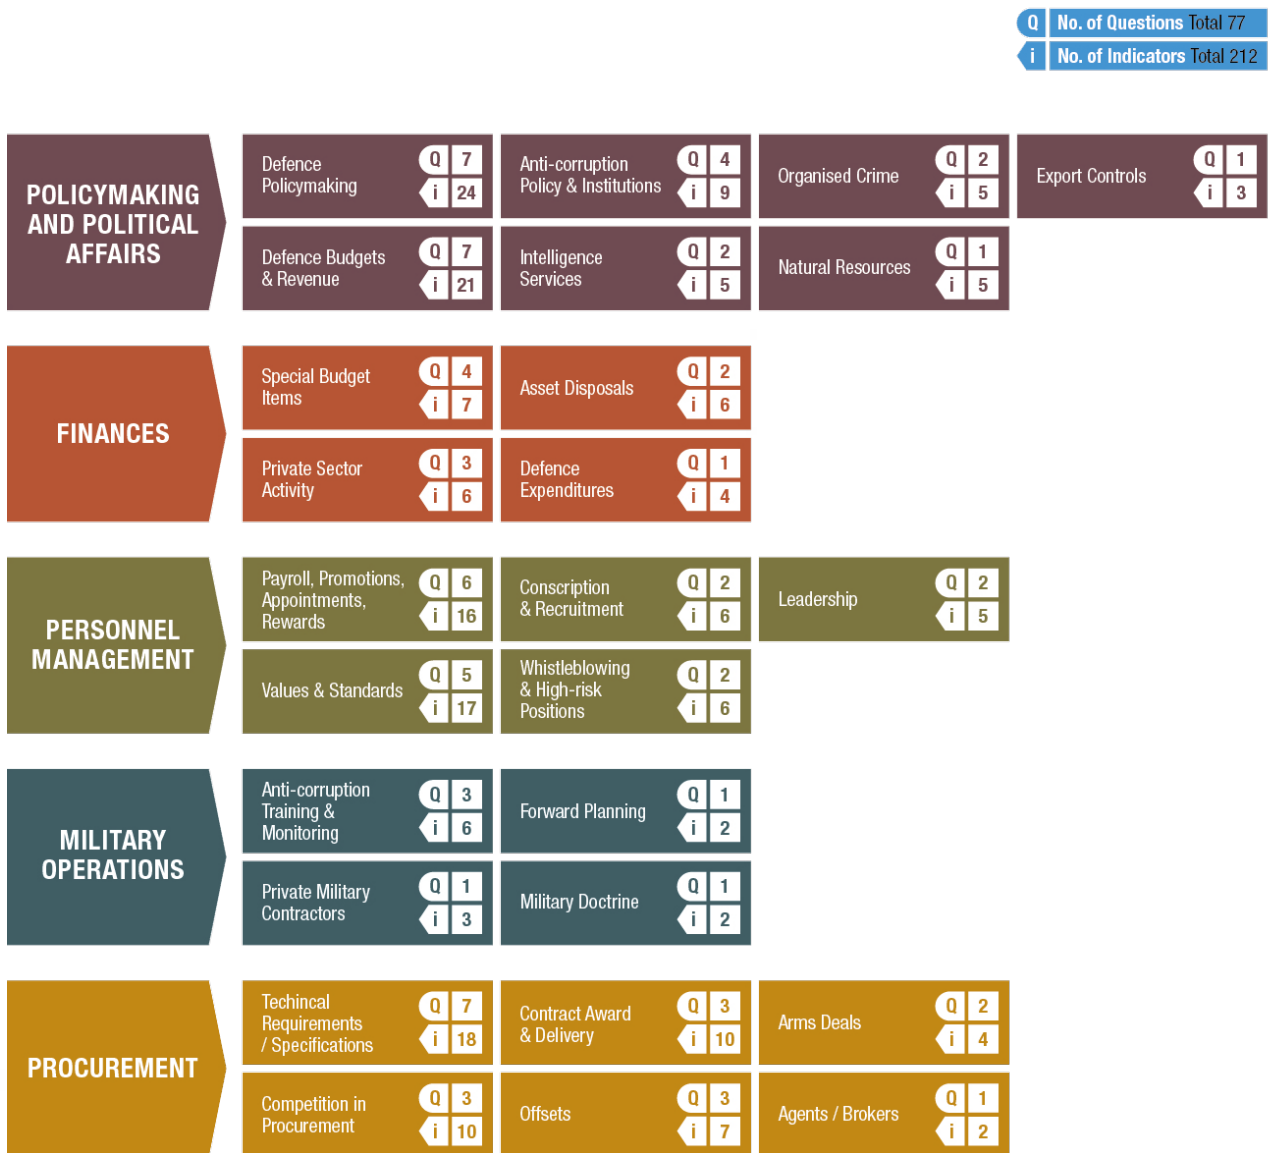 Q No. of Questions Total 77
i No. of Indicators Total 212
POLICYMAKING
AND POLITICAL
AFFAIRS
Defence
Policymaking
Q 7
i 24
Anti-corruption
Policy & Institutions
Q 4
i 9
Organised Crime
Q 2
i 5
Export Controls
Q 1
i 3
Defence Budgets
& Revenue
Q 7
i 21
Intelligence
Services
Q 2
i 5
Natural Resources
Q 1
i 5
FINANCES
Special Budget
Items
Q 4
i 7
Asset Disposals
Q 2
i 6
Private Sector
Activity
Q 3
i 6
Defence
Expenditures
Q 1
i 4
PERSONNEL
MANAGEMENT
Payroll, Promotions,
Appointments,
Rewards
Q 6
i 16
Conscription
& Recruitment
Q 2
i 6
Leadership
Q 2
i 5
Values & Standards
Q 5
i 17
Whistleblowing
& High-risk
Positions
Q 2
i 6
MILITARY
OPERATIONS
Anti-corruption
Training &
Monitoring
Q 3
i 6
Forward Planning
Q 1
i 2
Private Military
Contractors
Q 1
i 3
Military Doctrine
Q 1
i 2
PROCUREMENT
Techincal
Requirements
/ Specifications
Q 7
i 18
Contract Award
& Delivery
Q 3
i 10
Arms Deals
Q 2
i 4
Competition in
Procurement
Q 3
i 10
Offsets
Q 3
i 7
Agents / Brokers
Q 1
i 2